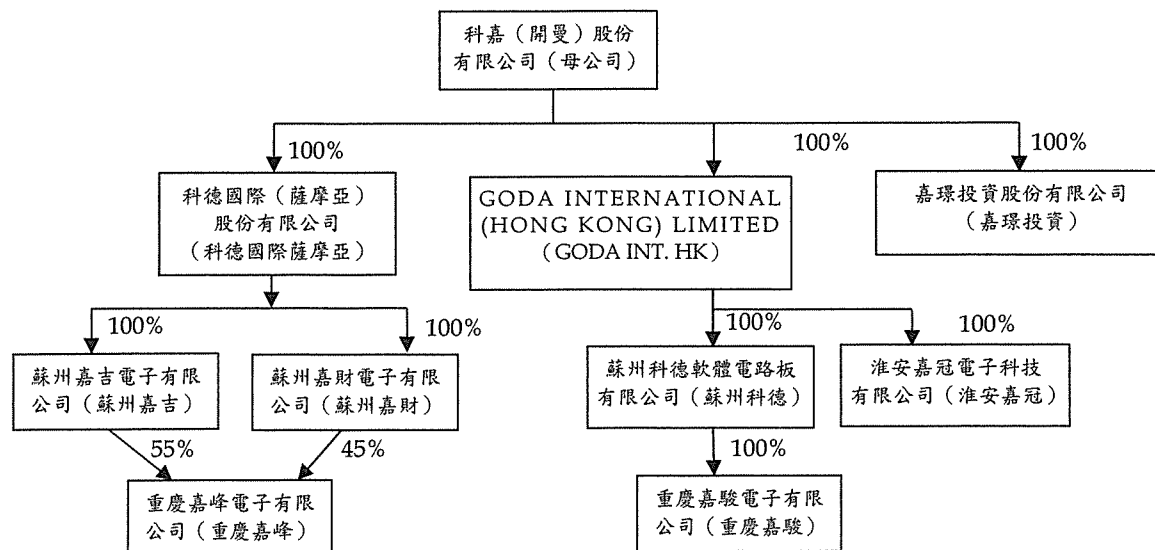 科嘉（開曼）股份
有限公司（母公司）
100%
100%
100%
科德國際（薩摩亞）
股份有限公司
（科德國際薩摩亞）
GODA INTERNATIONAL
(HONG KONG) LIMITED
（GODA INT. HK）
嘉璟投資股份有限公司
（嘉璟投資）
100%
100%
100%
100%
蘇州嘉吉電子有限
公司（蘇州嘉吉）
蘇州嘉財電子有限
公司（蘇州嘉財）
蘇州科德軟體電路板
有限公司（蘇州科德）
淮安嘉冠電子科技
有限公司（淮安嘉冠）
55%
45%
100%
重慶嘉峰電子有限
公司（重慶嘉峰）
重慶嘉駿電子有限
公司（重慶嘉駿）